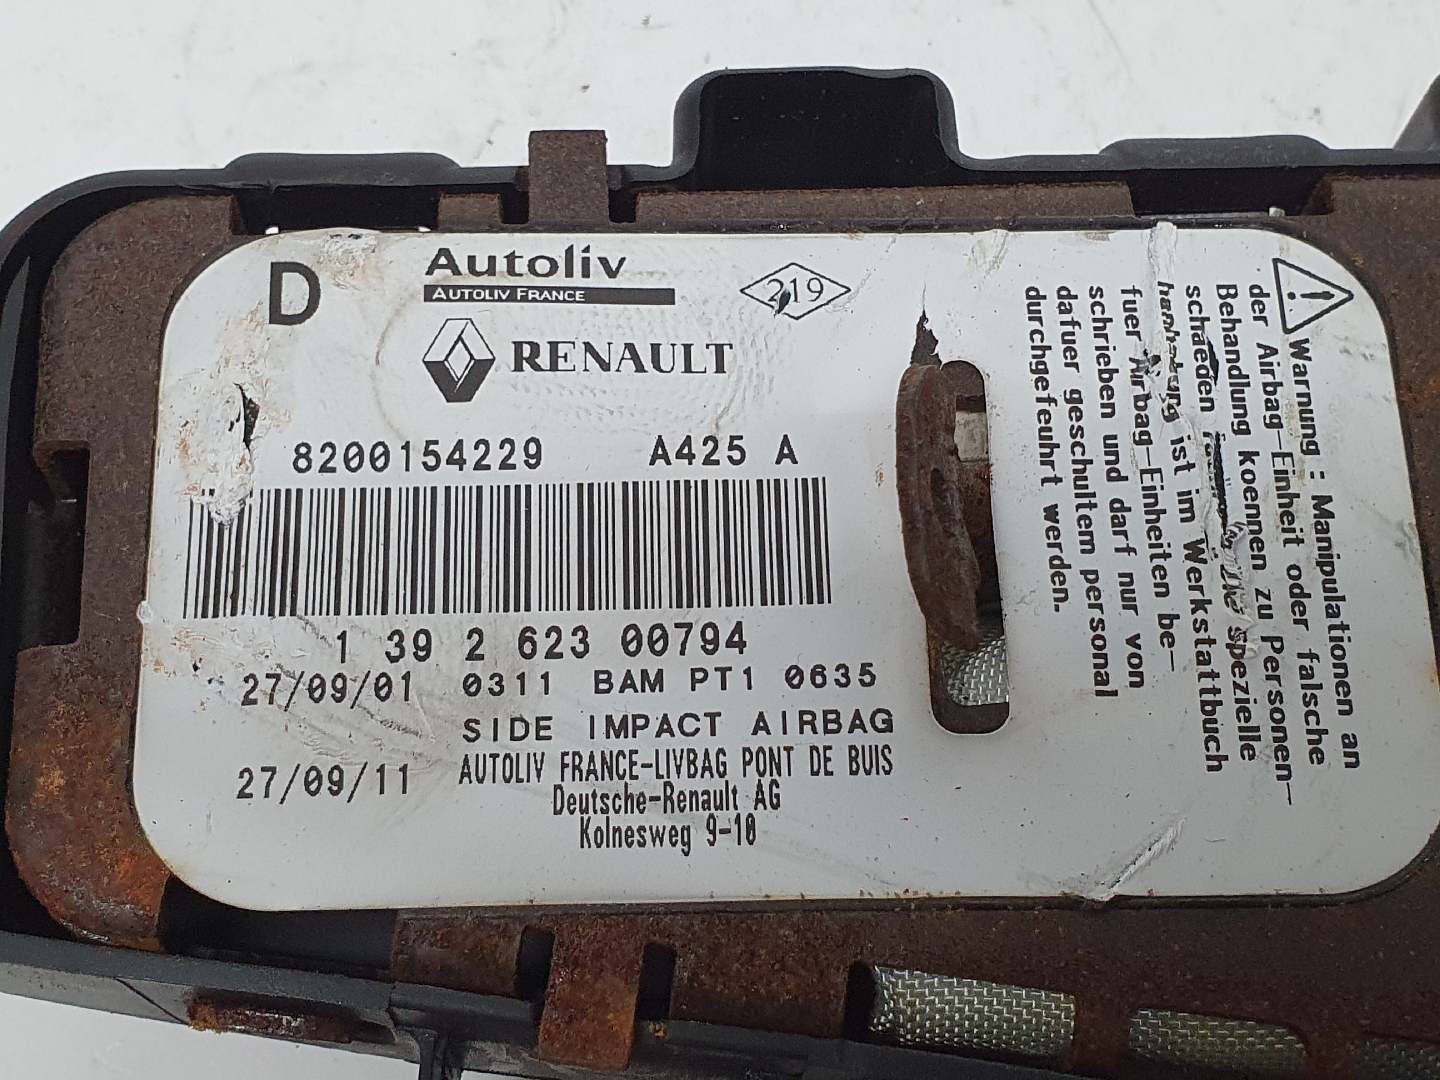 D
Autoliv
AUTOLIV FRANCE
219
RENAULT
8200154229 A425 A
1 39 2 623 00794
27/09/01 0311 BAM PT1 0635
SIDE IMPACT AIRBAG
27/09/11 AUTOLIV FRANCE-LIVBAG PONT DE BUIS
Deutsche-Renault AG
Kolnesweg 9-10
Warnung : Manipulationen an
der Airbag-Einheit oder falsche
Behandlung koennen zu Personen-
schaeden spezielle
handhabung ist im Werkstattbuch
fuer Airbag-Einheiten be-
schrieben und darf nur von
dafuer geschultem personal
durchgefeuhrt werden.